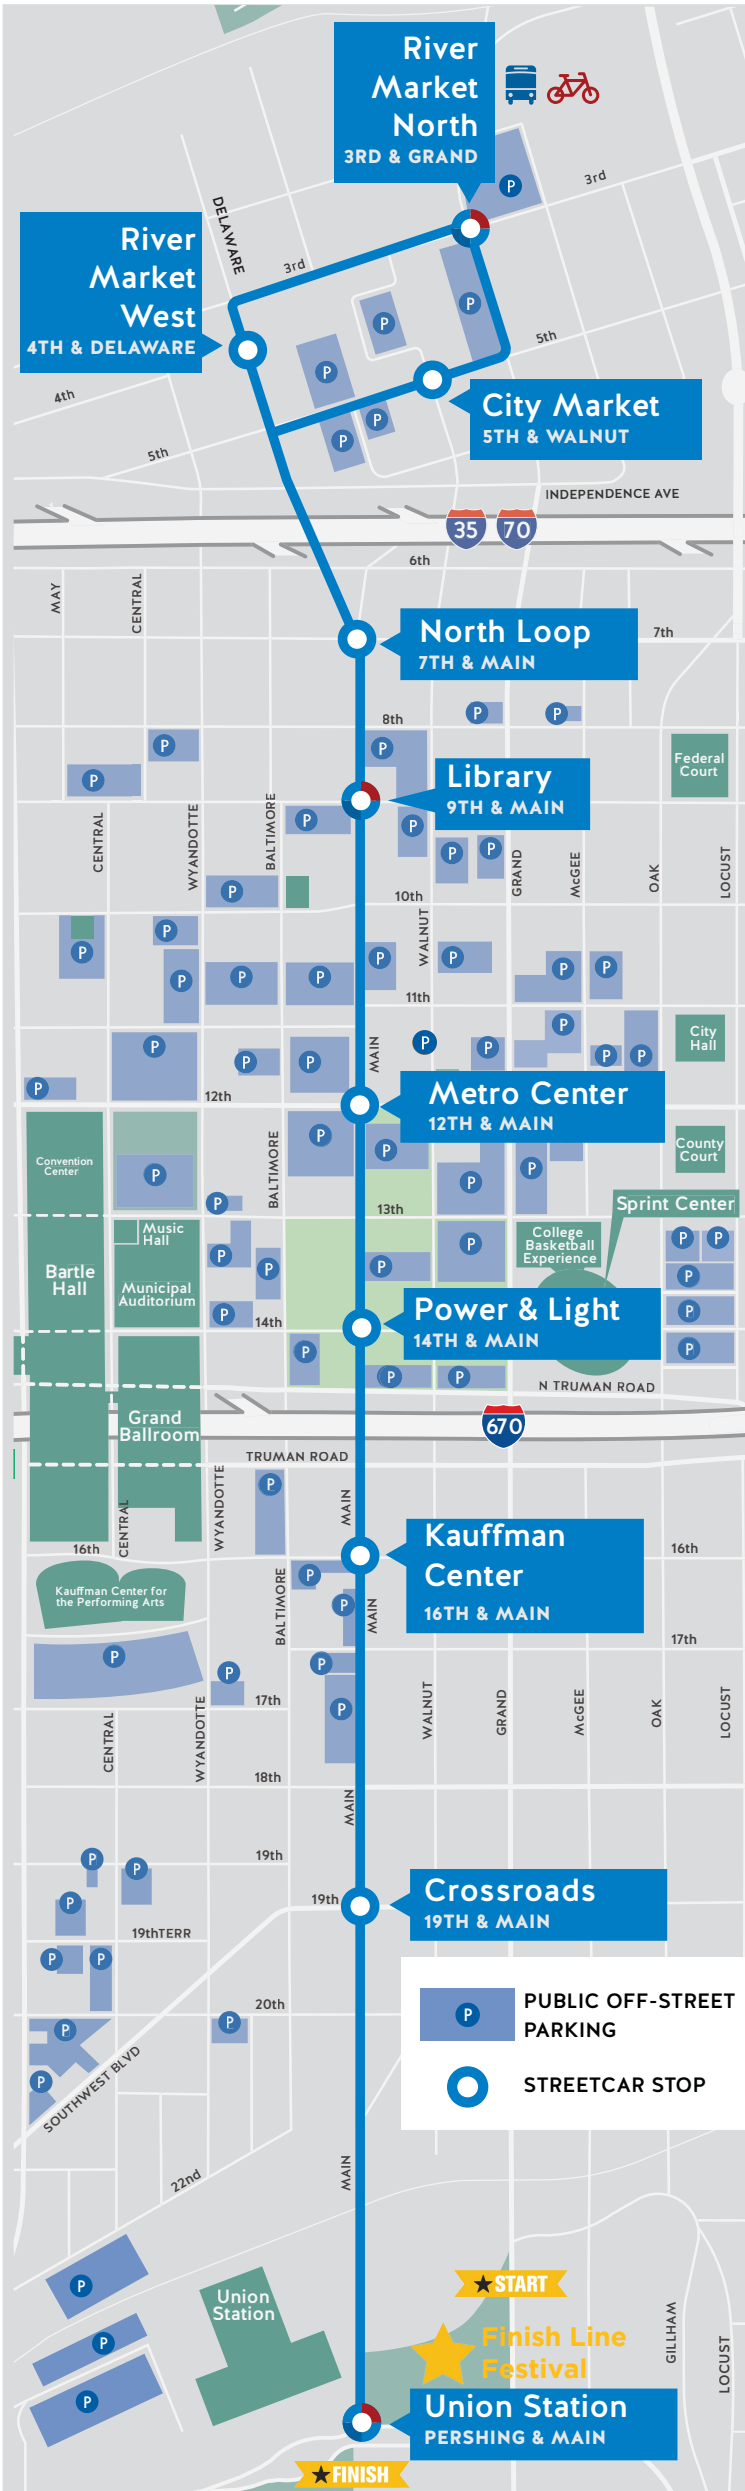 River
Market
North
3RD & GRAND
P
3rd
DELAWARE
River
Market
West
4TH & DELAWARE
3rd
P
P
5th
P
City Market
5TH & WALNUT
4th
P
P
5th
INDEPENDENCE AVE
35
70
6th
MAY
CENTRAL
North Loop
7TH & MAIN
7th
8th
P
P
P
P
P
Federal
Court
Library
9TH & MAIN
CENTRAL
WYANDOTTE
BALTIMORE
P
P
P
P
GRAND
McGEE
OAK
LOCUST
P
10th
P
P
WALNUT
P
P
P
P
P
P
P
P
11th
P
P
MAIN
P
P
P
P
City
Hall
P
P
P
12th
Metro Center
12TH & MAIN
Convention
Center
P
BALTIMORE
P
P
P
P
County
Court
P
13th
Sprint Center
Music
Hall
P
P
P
P
College
Basketball
Experience
P
P
P
Bartle
Hall
Municipal
Auditorium
P
14th
Power & Light
14TH & MAIN
P
P
P
P
P
N TRUMAN ROAD
Grand
Ballroom
670
TRUMAN ROAD
WYANDOTTE
P
MAIN
CENTRAL
16th
Kauffman
Center
16TH & MAIN
16th
Kauffman Center for
the Performing Arts
BALTIMORE
P
P
MAIN
17th
P
P
P
17th
P
CENTRAL
WYANDOTTE
WALNUT
GRAND
McGEE
OAK
LOCUST
18th
MAIN
19th
P
P
P
19th
Crossroads
19TH & MAIN
19thTERR
P
P
20th
P
P
P
PUBLIC OFF-STREET
PARKING
STREETCAR STOP
P
SOUTHWEST BLVD
22nd
MAIN
P
P
P
Union
Station
START
Finish Line
Festival
GILLHAM
LOCUST
Union Station
PERSHING & MAIN
FINISH